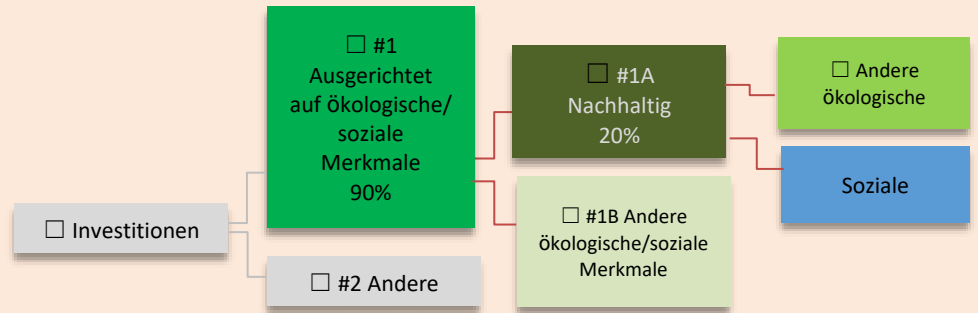 ☐ Investitionen
☐ #1
Ausgerichtet
auf ökologische/
soziale
Merkmale
90%
☐ #2 Andere
☐ #1A
Nachhaltig
20%
☐ #1B Andere
ökologische/soziale
Merkmale
☐ Andere
ökologische
Soziale